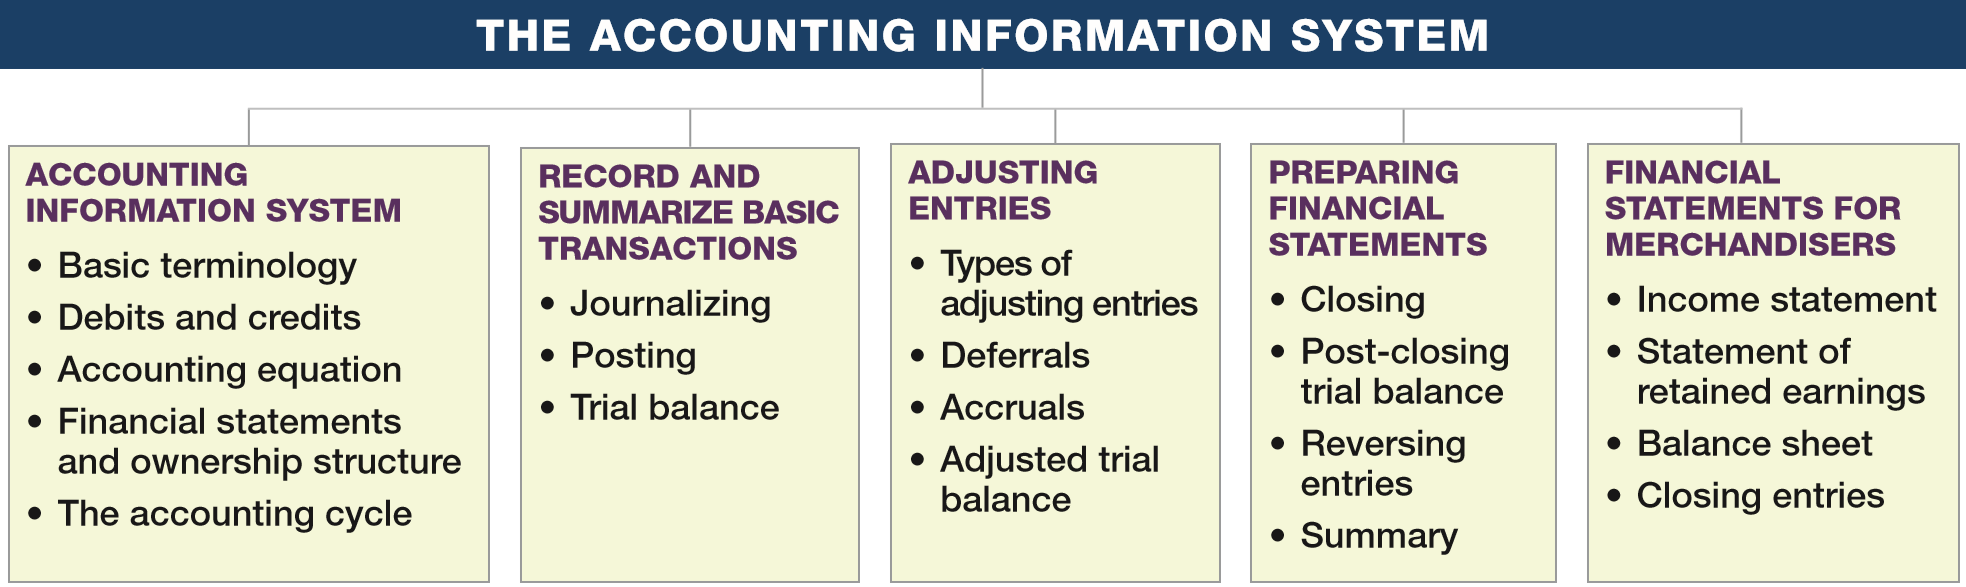 THE ACCOUNTING INFORMATION SYSTEM
ACCOUNTING
INFORMATION SYSTEM
• Basic terminology
• Debits and credits
• Accounting equation
• Financial statements
and ownership structure
• The accounting cycle
RECORD AND
SUMMARIZE BASIC
TRANSACTIONS
• Journalizing
• Posting
• Trial balance
ADJUSTING
ENTRIES
• Types of
adjusting entries
• Deferrals
• Accruals
• Adjusted trial
balance
PREPARING
FINANCIAL
STATEMENTS
• Closing
• Post-closing
trial balance
• Reversing
entries
• Summary
FINANCIAL
STATEMENTS FOR
MERCHANDISERS
• Income statement
• Statement of
retained earnings
• Balance sheet
• Closing entries